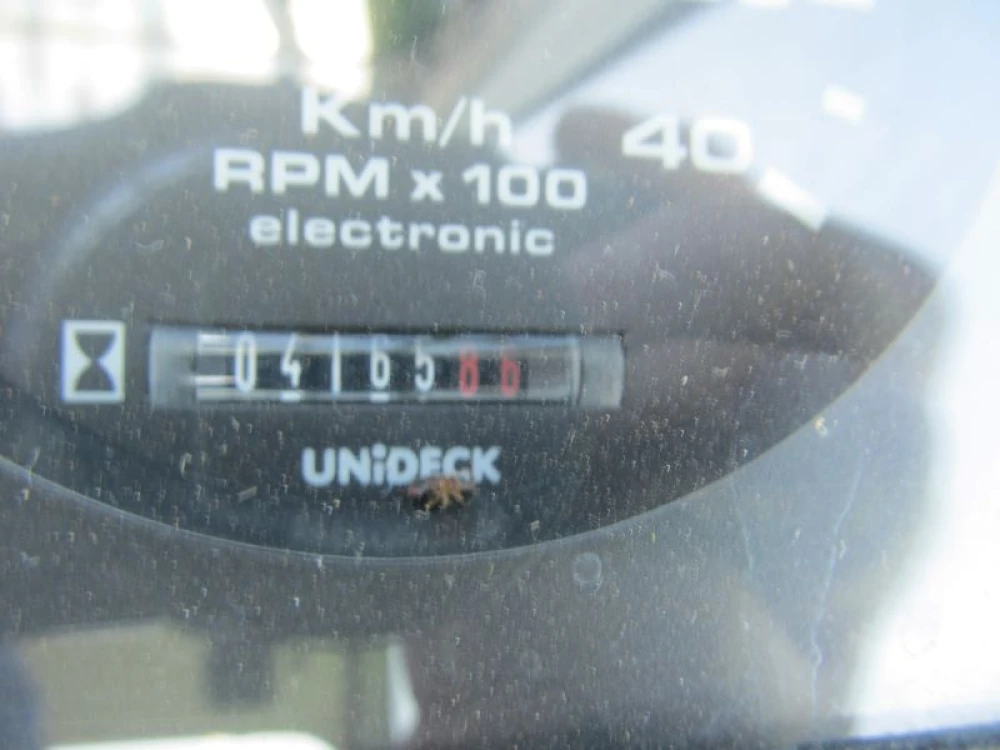 Km/h
40
RPM x 100
electronic
0416586
UNiDECK